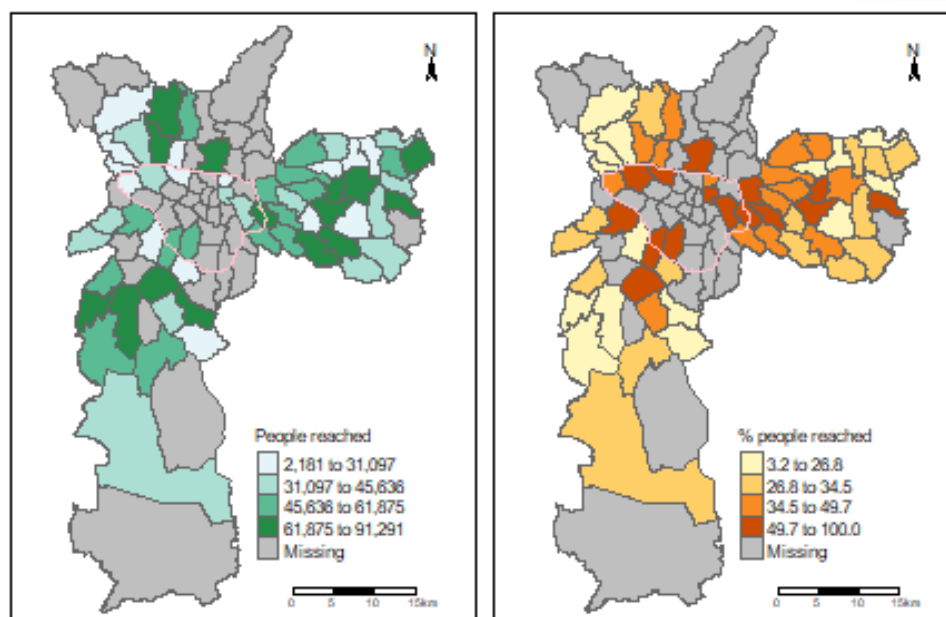 N
People reached
2,181 to 31,097
31,097 to 45,636
45,636 to 61,875
61,875 to 91,291
Missing
0 5 10 15km
N
% people reached
3.2 to 26.8
26.8 to 34.5
34.5 to 49.7
49.7 to 100.0
Missing
0 5 10 15km